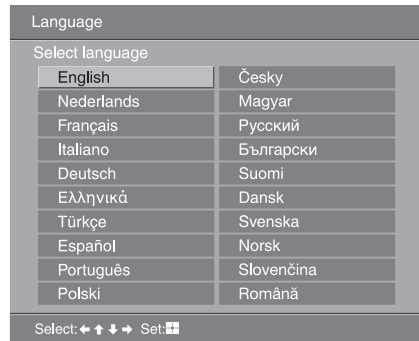 Language
Select language
English
Nederlands
Français
Italiano
Deutsch
Ελληνικά
Türkçe
Español
Português
Polski
Česky
Magyar
Русский
Български
Suomi
Dansk
Svenska
Norsk
Slovenčina
Română
Select: ← ↑ ↓ → Set: